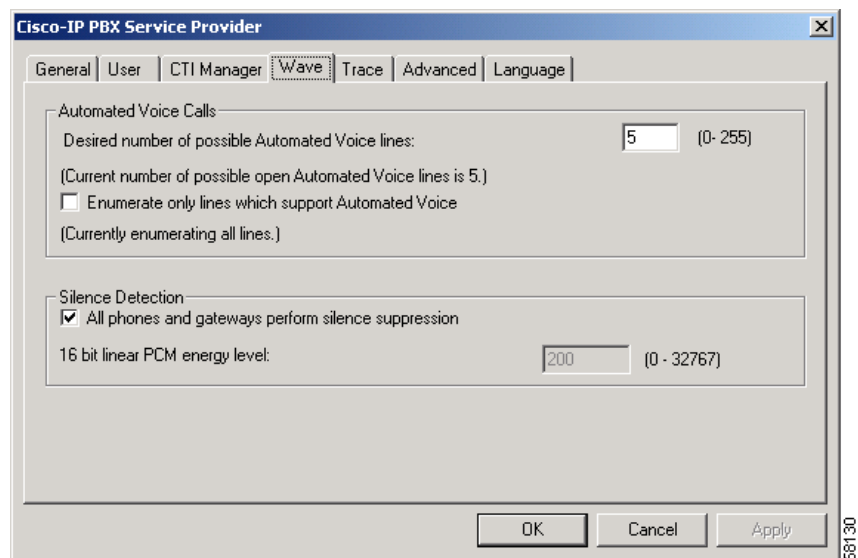 Cisco-IP PBX Service Provider
General User CTI Manager Wave Trace Advanced Language
Automated Voice Calls
Desired number of possible Automated Voice lines: 5 (0- 255)
(Current number of possible open Automated Voice lines is 5.)
Enumerate only lines which support Automated Voice
(Currently enumerating all lines.)
Silence Detection
All phones and gateways perform silence suppression
16 bit linear PCM energy level: 200 (0 - 32767)
OK Cancel Apply
68130